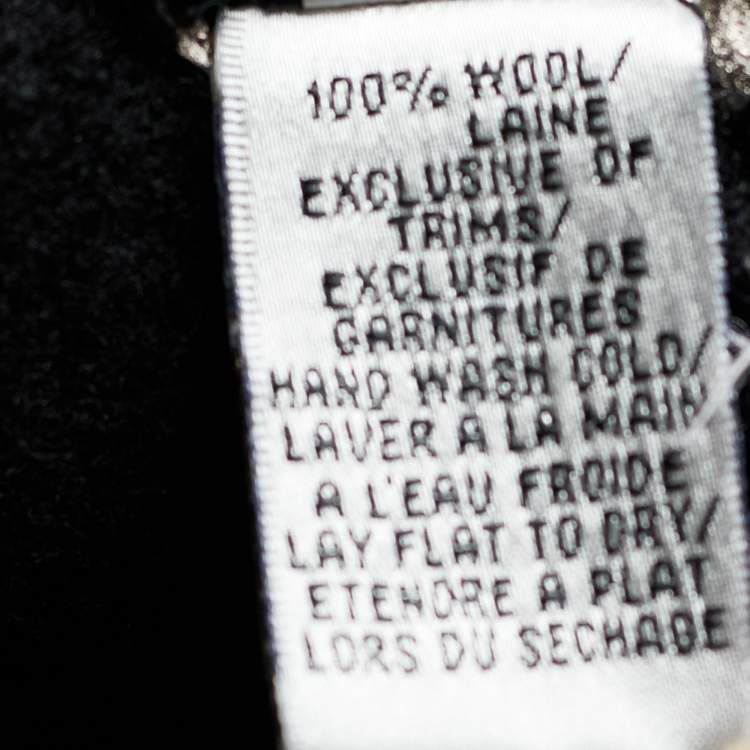 100% WOOL/
LAINE
EXCLUSIVE OF
TRIMS/
EXCLUSIF DE
GARNITURES
HAND WASH COLD/
LAVER A LA MAIN
A L'EAU FROIDE
LAY FLAT TO DRY/
ETENDRE A PLAT
LORS DU SECHAGE